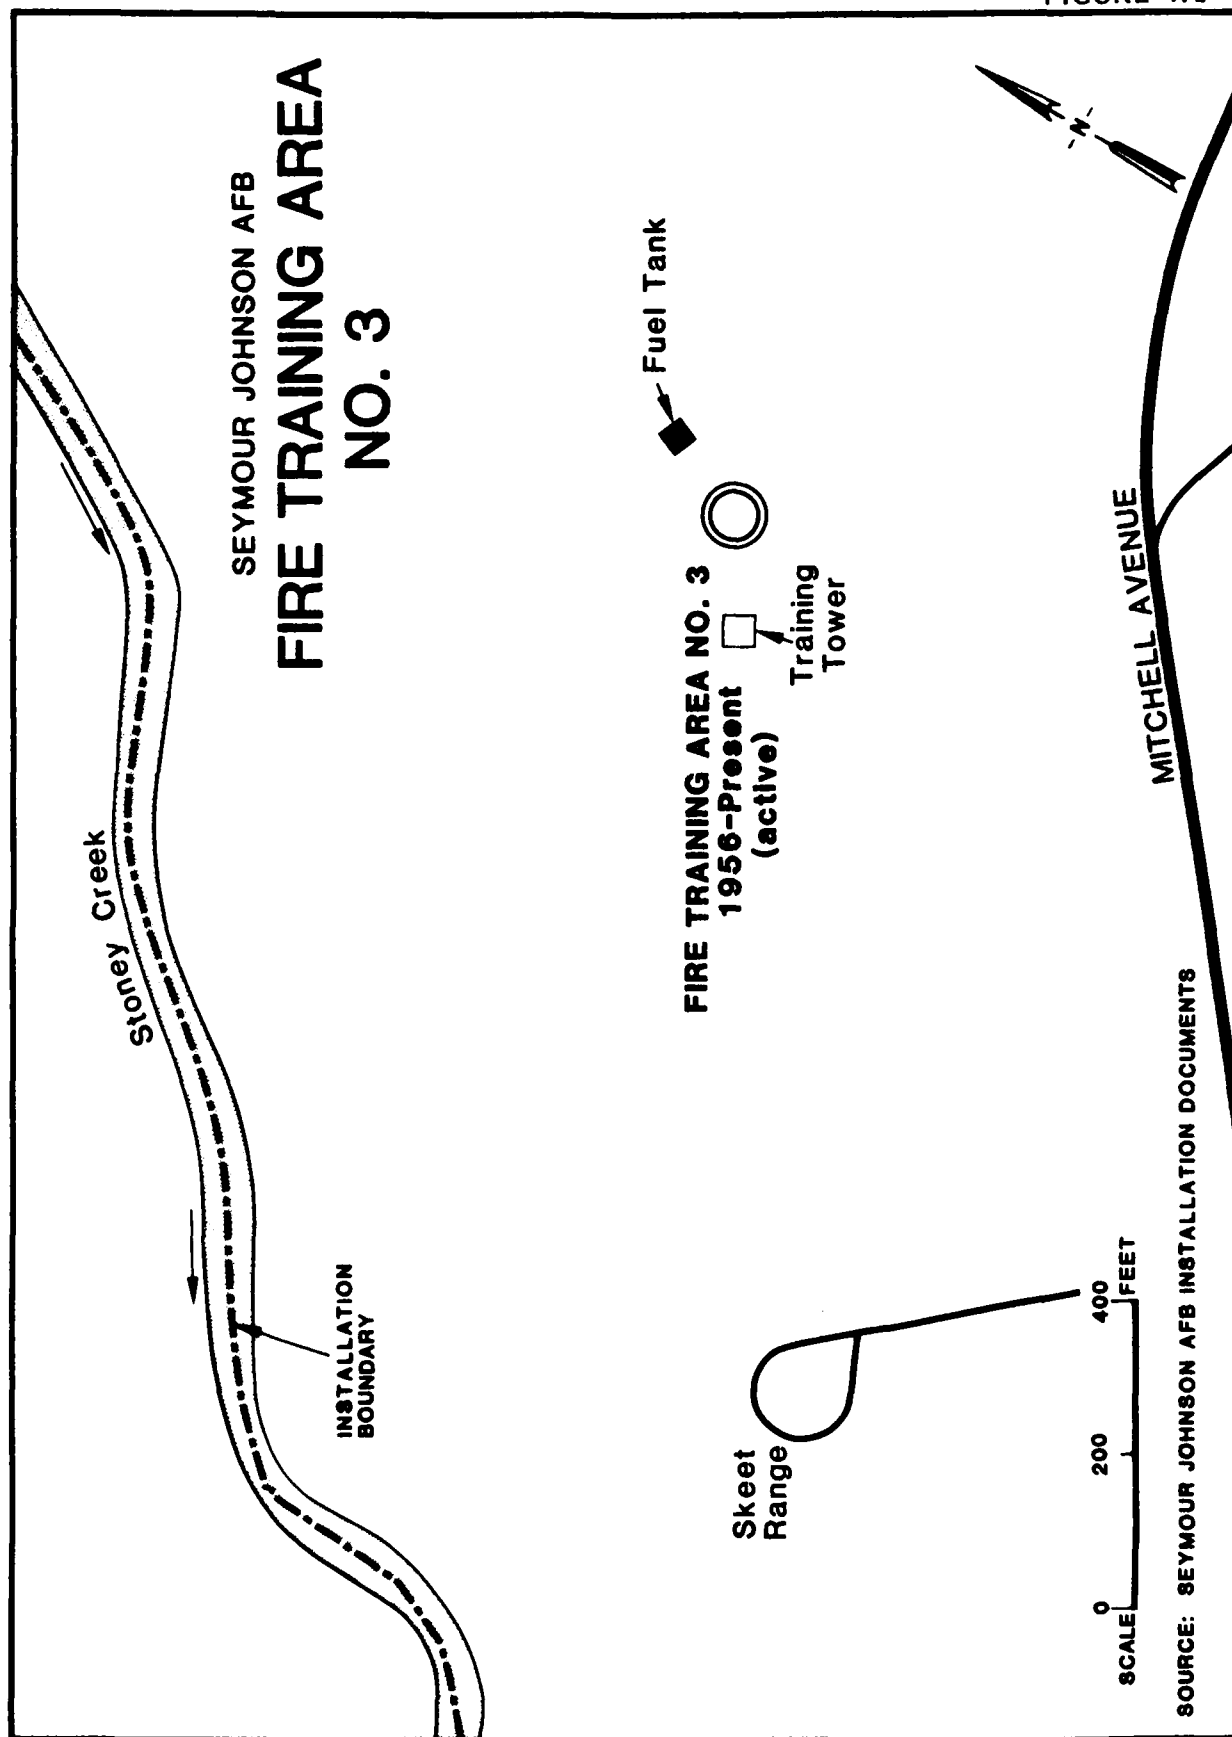 SEYMOUR JOHNSON AFB
FIRE TRAINING AREA
NO. 3
Stoney Creek
INSTALLATION
BOUNDARY
Fuel Tank
FIRE TRAINING AREA NO. 3
1956-Present
(active)
Training
Tower
-N-
Skeet
Range
MITCHELL AVENUE
SCALE 0 200 400 FEET
SOURCE: SEYMOUR JOHNSON AFB INSTALLATION DOCUMENTS